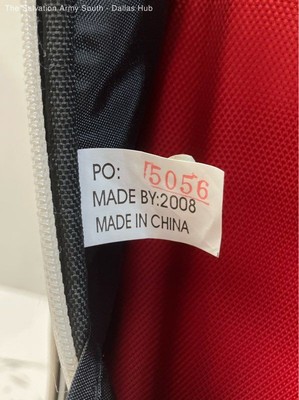 The Salvation Army South - Dallas Hub
PO: 5056
MADE BY:2008
MADE IN CHINA